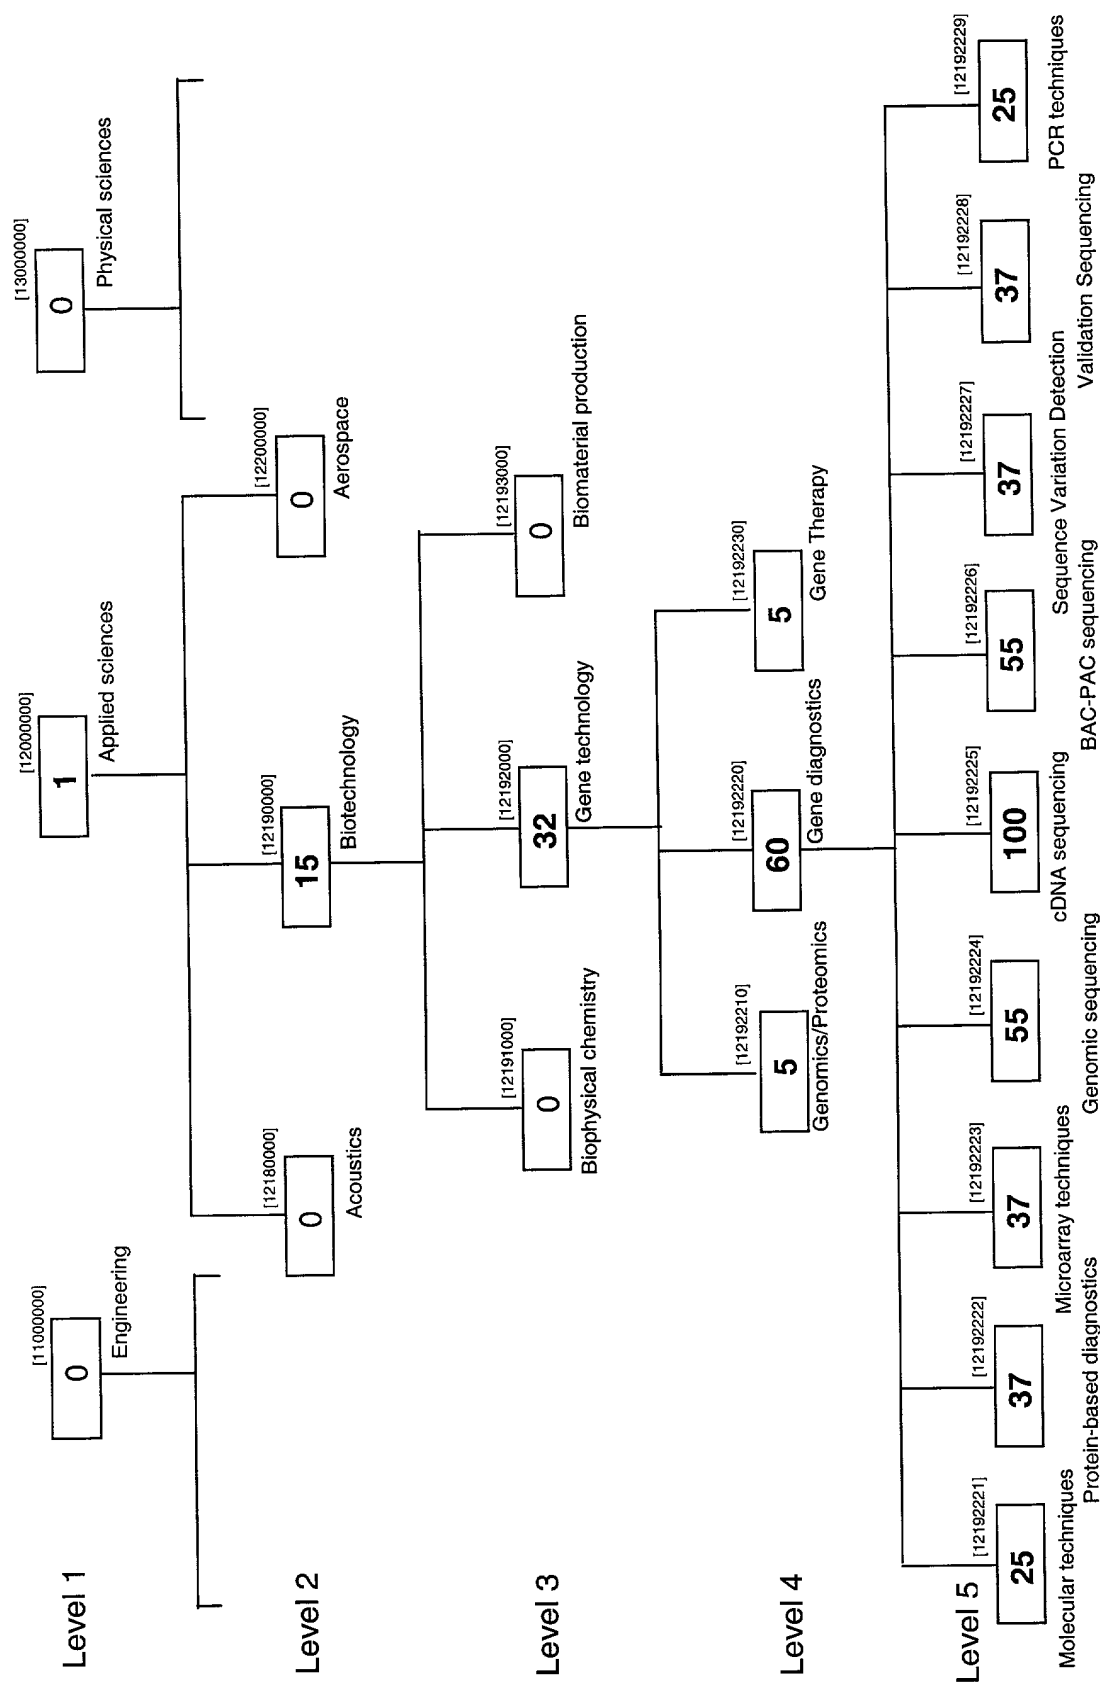 Level 1
[11000000]
0
Engineering
[12000000]
1
Applied sciences
[13000000]
0
Physical sciences
Level 2
[12180000]
0
Acoustics
[12190000]
15
Biotechnology
[12200000]
0
Aerospace
Level 3
[12191000]
0
Biophysical chemistry
[12192000]
32
Gene technology
[12193000]
0
Biomaterial production
Level 4
[12192210]
5
Genomics/Proteomics
[12192220]
60
Gene diagnostics
[12192230]
5
Gene Therapy
Level 5
[12192221]
25
Molecular techniques
[12192222]
37
Protein-based diagnostics
[12192223]
37
Microarray techniques
[12192224]
55
Genomic sequencing
[12192225]
100
cDNA sequencing
[12192226]
55
BAC-PAC sequencing
[12192227]
37
Sequence Variation Detection
[12192228]
37
Validation Sequencing
[12192229]
25
PCR techniques